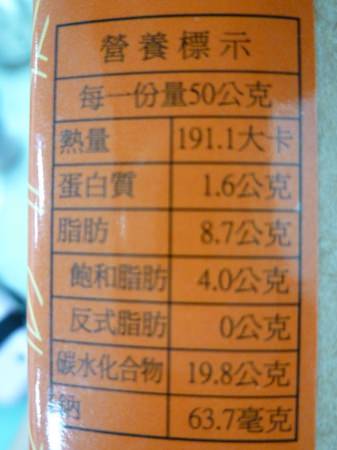 營養標示
每一份量50公克
熱量 191.1大卡
蛋白質 1.6公克
脂肪 8.7公克
飽和脂肪 4.0公克
反式脂肪 0公克
碳水化合物 19.8公克
鈉 63.7毫克